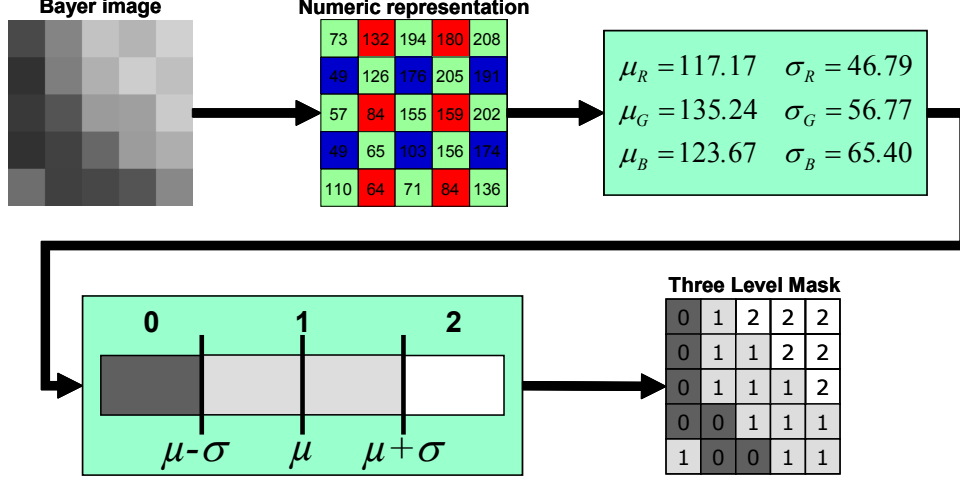 Bayer image
Numeric representation
73 132 194 180 208
49 126 176 205 191
57 84 155 159 202
49 65 103 156 174
110 64 71 84 136
μR = 117.17 σR = 46.79
μG = 135.24 σG = 56.77
μB = 123.67 σB = 65.40
0 1 2
μ-σ μ μ+σ
Three Level Mask
0 1 2 2 2
0 1 1 2 2
0 1 1 1 2
0 0 1 1 1
1 0 0 1 1